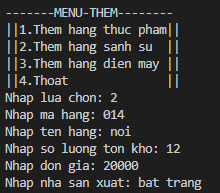 -------MENU-THEM--------
||1.Them hang thuc pham||
||2.Them hang sanh su  ||
||3.Them hang dien may ||
||4.Thoat              ||
Nhap lua chon: 2
Nhap ma hang: 014
Nhap ten hang: noi
Nhap so luong ton kho: 12
Nhap don gia: 20000
Nhap nha san xuat: bat trang